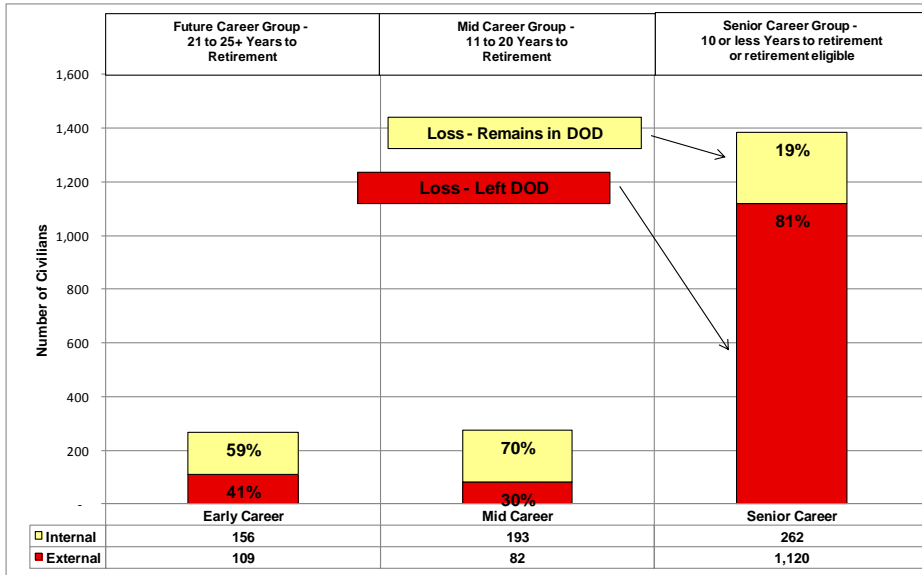 Future Career Group -
21 to 25+ Years to
Retirement
Mid Career Group -
11 to 20 Years to
Retirement
Senior Career Group -
10 or less Years to retirement
or retirement eligible
Number of Civilians
1,600
1,400
1,200
1,000
800
600
400
200
-
Loss - Remains in DOD
Loss - Left DOD
59%
41%
70%
30%
19%
81%
Early Career
Mid Career
Senior Career
Internal 156 193 262
External 109 82 1,120